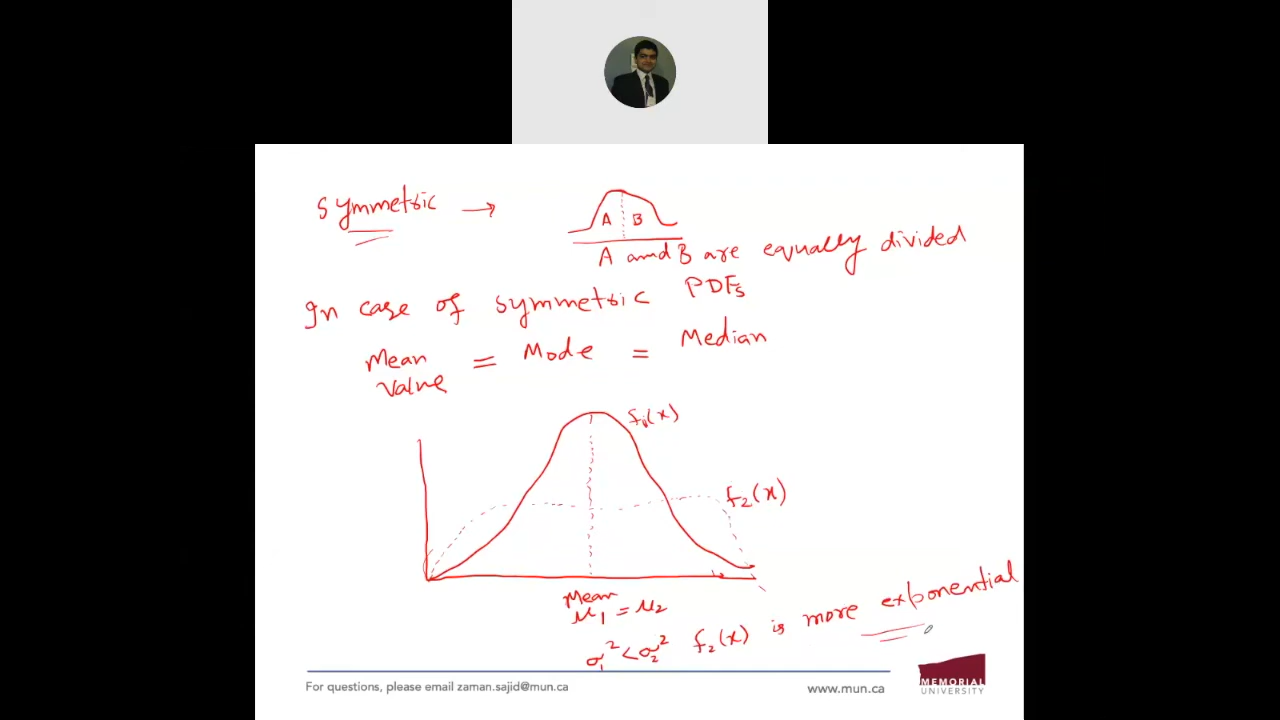 symmetric →
A B
A and B are equally divided
In case of symmetric PDFs
Mean value = Mode = Median
f₁(x)
f₂(x)
Mean
μ₁ = μ₂
σ₁² < σ₂² f₂(x) is more exponential
For questions, please email zaman.sajid@mun.ca
www.mun.ca
MEMORIAL
UNIVERSITY